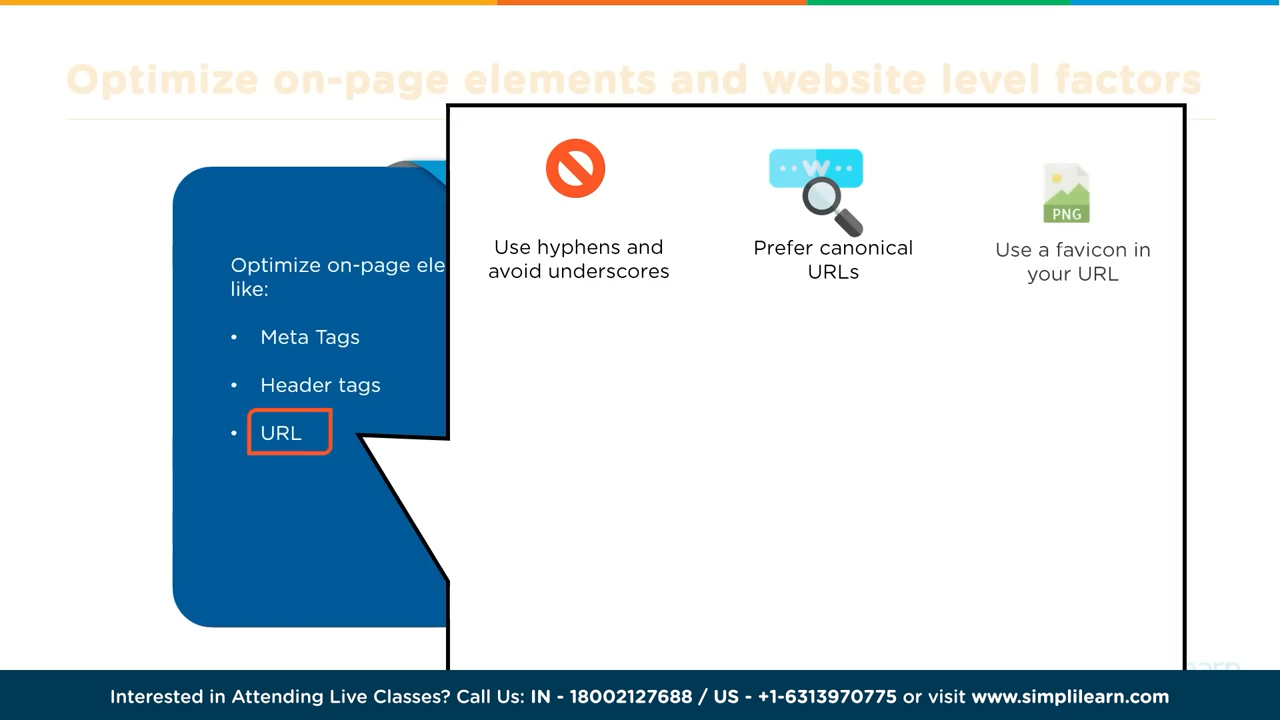 Optimize on-page elements and website level factors
Optimize on-page ele
like:
• Meta Tags
• Header tags
• URL
Use hyphens and
avoid underscores
W
Prefer canonical
URLs
PNG
Use a favicon in
your URL
Interested in Attending Live Classes? Call Us: IN - 18002127688 / US - +1-6313970775 or visit www.simplilearn.com